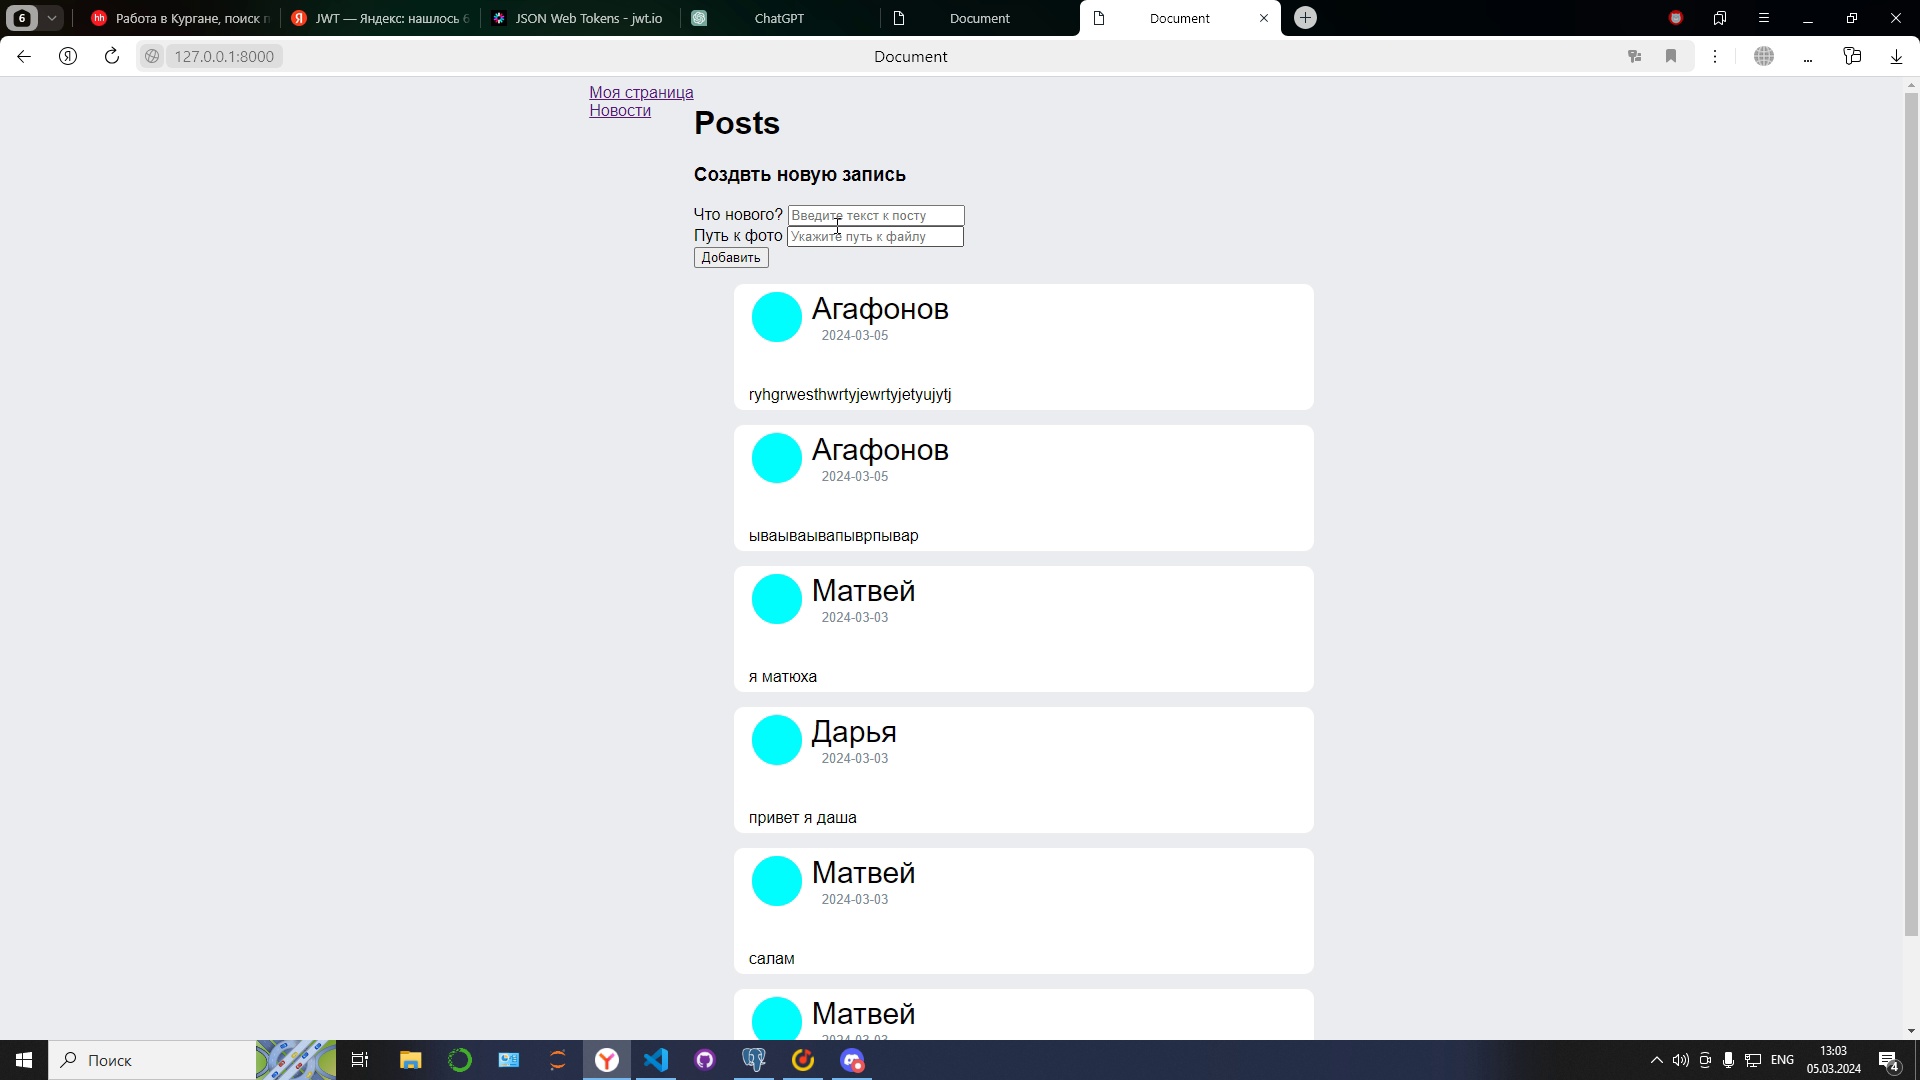 6
Работа в Кургане, поиск п
JWT — Яндекс: нашлось 6
JSON Web Tokens - jwt.io
ChatGPT
Document
Document
127.0.0.1:8000
Document
Моя страница
Новости
Posts
Создвть новую запись
Что нового? Введите текст к посту
Путь к фото Укажите путь к файлу
Добавить
Агафонов
2024-03-05
ryhgrwesthwrtyjewrtyjetyujytj
Агафонов
2024-03-05
ываываывапыврпывар
Матвей
2024-03-03
я матюха
Дарья
2024-03-03
привет я даша
Матвей
2024-03-03
салам
Матвей
2024-03-03
Поиск
ENG
13:03
05.03.2024
4